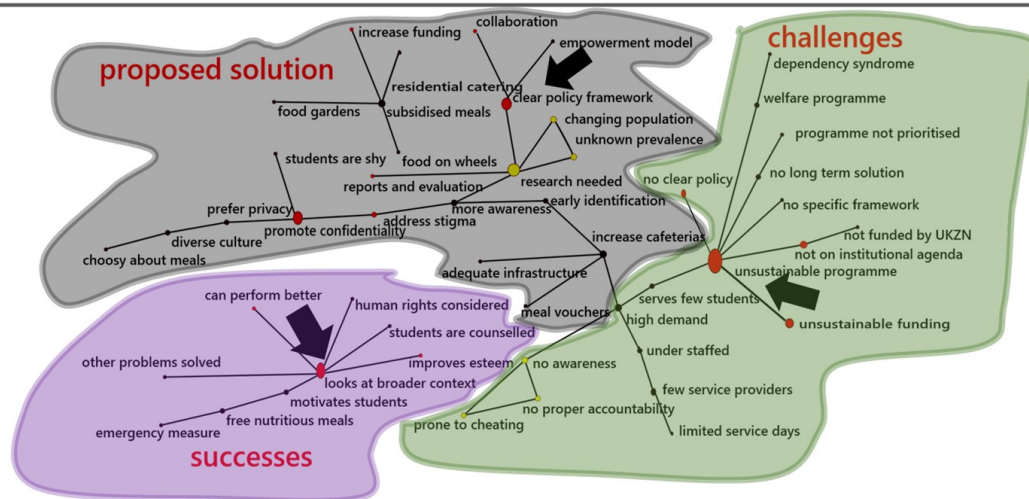 collaboration
increase funding
empowerment model
challenges
dependency syndrome
proposed solution
residential catering
clear policy framework
welfare programme
food gardens
subsidised meals
changing population
programme not prioritised
unknown prevalence
students are shy
food on wheels
no long term solution
research needed
no clear policy
reports and evaluation
early identification
no specific framework
prefer privacy
more awareness
address stigma
promote confidentiality
increase cafeterias
not funded by UKZN
diverse culture
not on institutional agenda
choosy about meals
adequate infrastructure
unsustainable programme
can perform better
serves few students
human rights considered
meal vouchers
high demand
unsustainable funding
students are counselled
under staffed
other problems solved
improves esteem
no awareness
looks at broader context
motivates students
few service providers
no proper accountability
free nutritious meals
prone to cheating
emergency measure
limited service days
successes